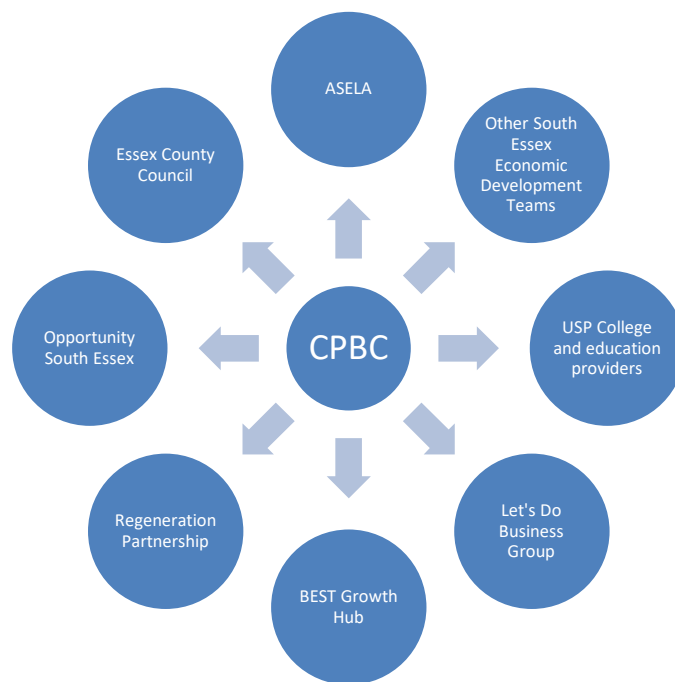 ASELA
Other South
Essex
Economic
Development
Teams
USP College
and education
providers
Let's Do
Business
Group
BEST Growth
Hub
Regeneration
Partnership
Opportunity
South Essex
Essex County
Council
CPBC